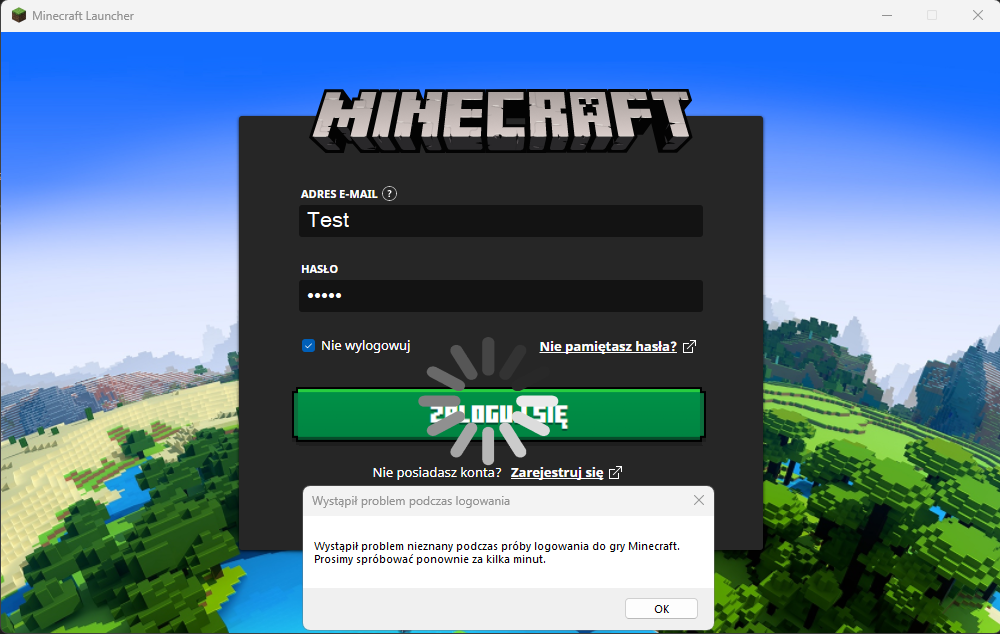 Minecraft Launcher
MINECRAFT
ADRES E-MAIL ?
Test
HASŁO
•••••
Nie wylogowuj
Nie pamiętasz hasła?
SIĘ
Nie posiadasz konta? Zarejestruj się
Wystąpił problem podczas logowania
Wystąpił problem nieznany podczas próby logowania do gry Minecraft.
Prosimy spróbować ponownie za kilka minut.
OK